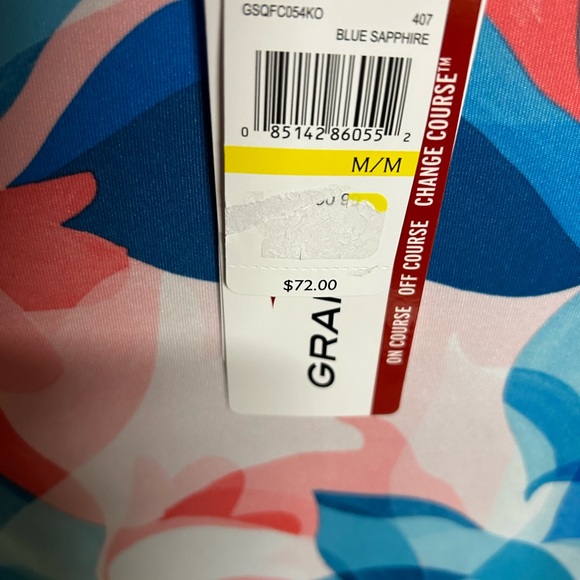 GSQFC054KO 407
BLUE SAPPHIRE
0 85142 86055 2
M/M
$72.00
GRA
ON COURSE OFF COURSE CHANGE COURSE™